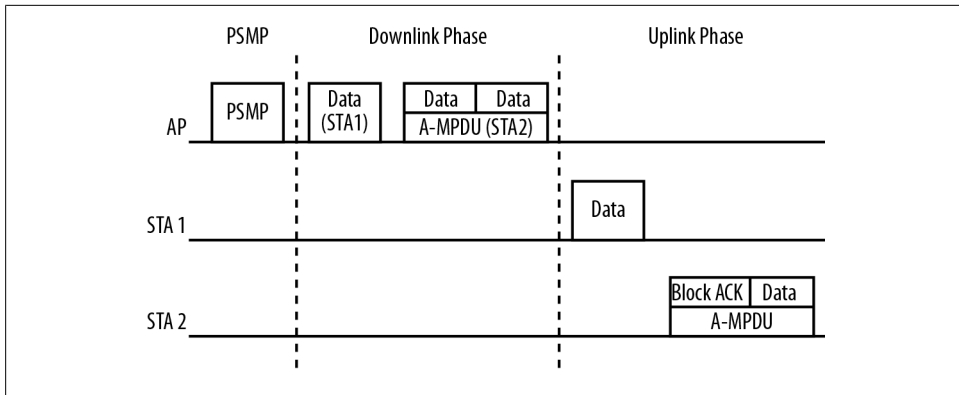 PSMP Downlink Phase Uplink Phase
AP
PSMP
Data
(STA1)
Data Data
A-MPDU (STA2)
STA 1
Data
STA 2
Block ACK Data
A-MPDU